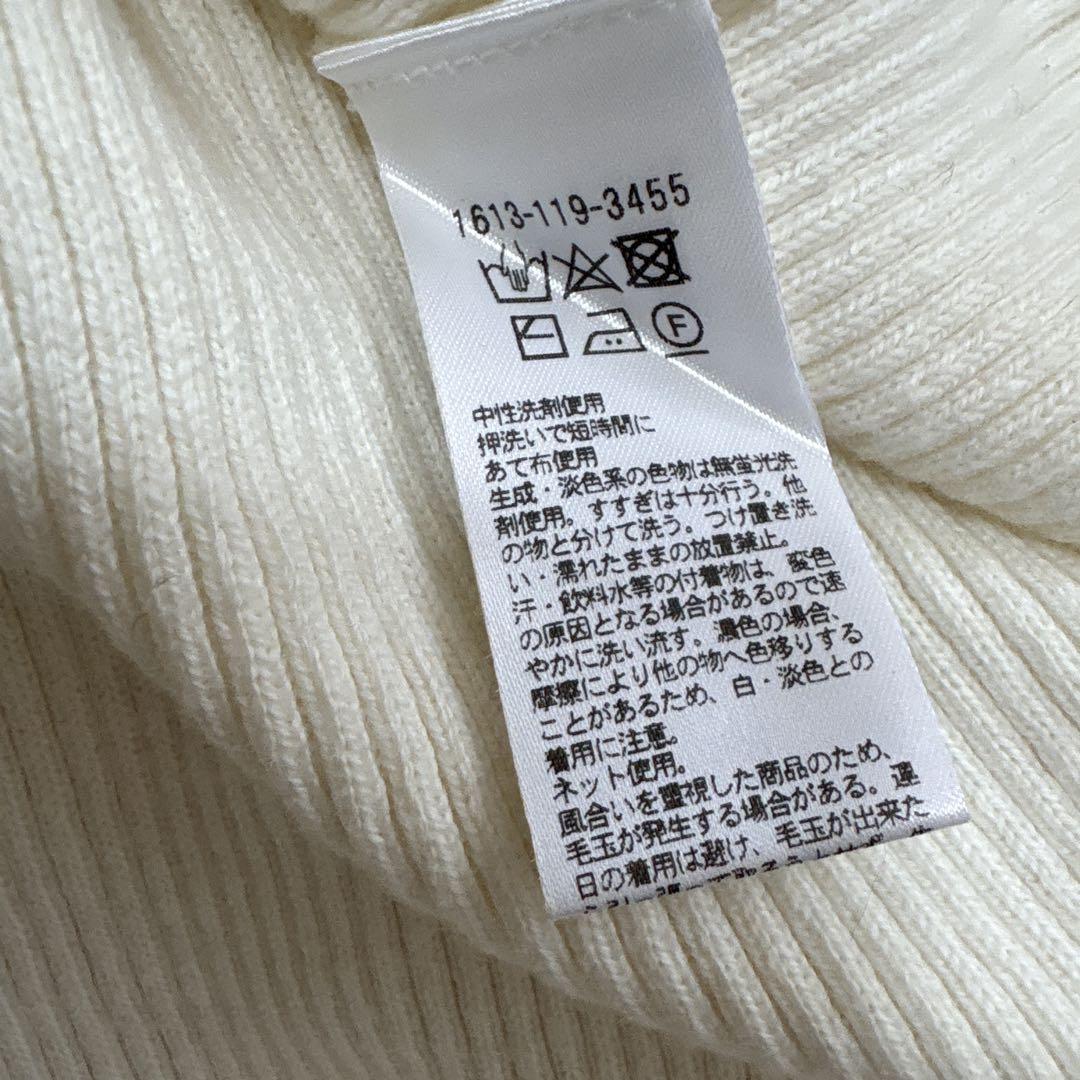 1613-119-3455
F
中性洗剤使用
押洗いで短時間に
あて布使用
生成・淡色系の色物は無蛍光洗
剤使用。すすぎは十分行う。他
の物と分けて洗う。つけ置き洗
い・濡れたままの放置禁止。
汗・飲料水等の付着物は、変色
の原因となる場合があるので速
やかに洗い流す。濃色の場合、
摩擦により他の物へ色移りする
ことがあるため、白・淡色との
着用に注意。
ネット使用。
風合いを重視した商品のため、
毛玉が発生する場合がある。連
日の着用は避け、毛玉が出来た